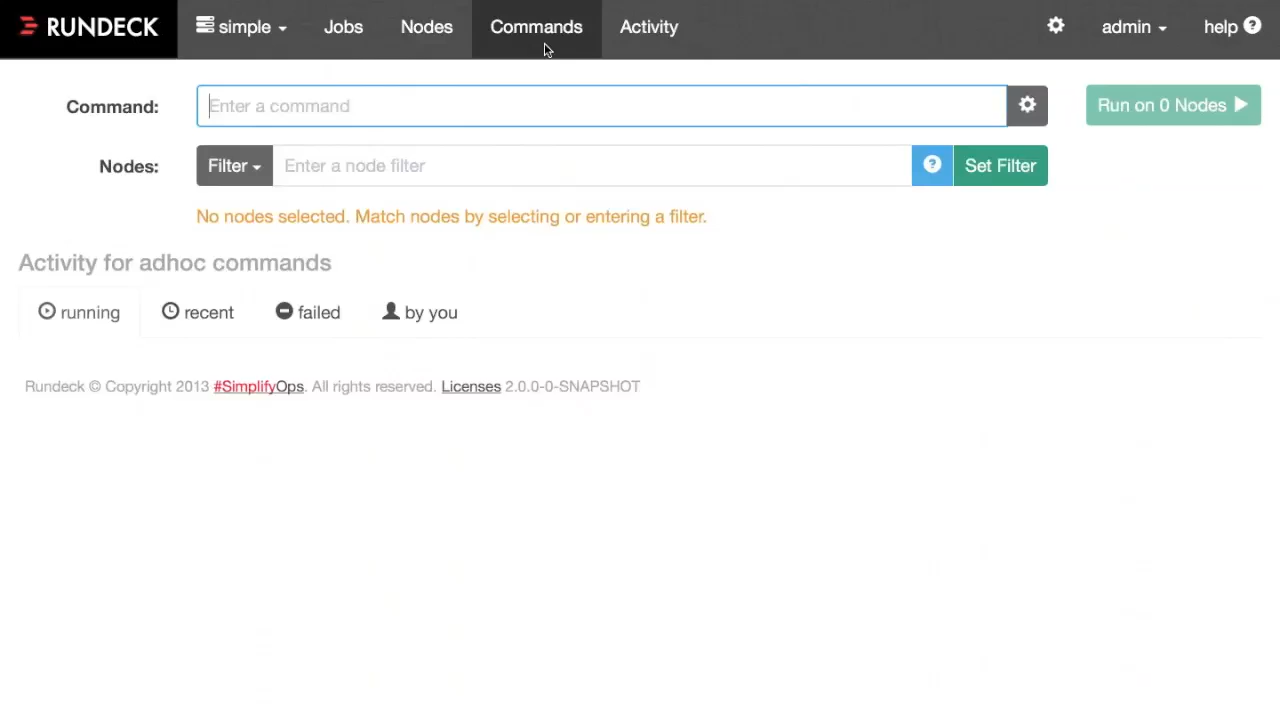 RUNDECK simple Jobs Nodes Commands Activity admin help ?
Command: Enter a command Run on 0 Nodes
Nodes: Filter Enter a node filter ? Set Filter
No nodes selected. Match nodes by selecting or entering a filter.
Activity for adhoc commands
running recent failed by you
Rundeck © Copyright 2013 #SimplifyOps. All rights reserved. Licenses 2.0.0-0-SNAPSHOT